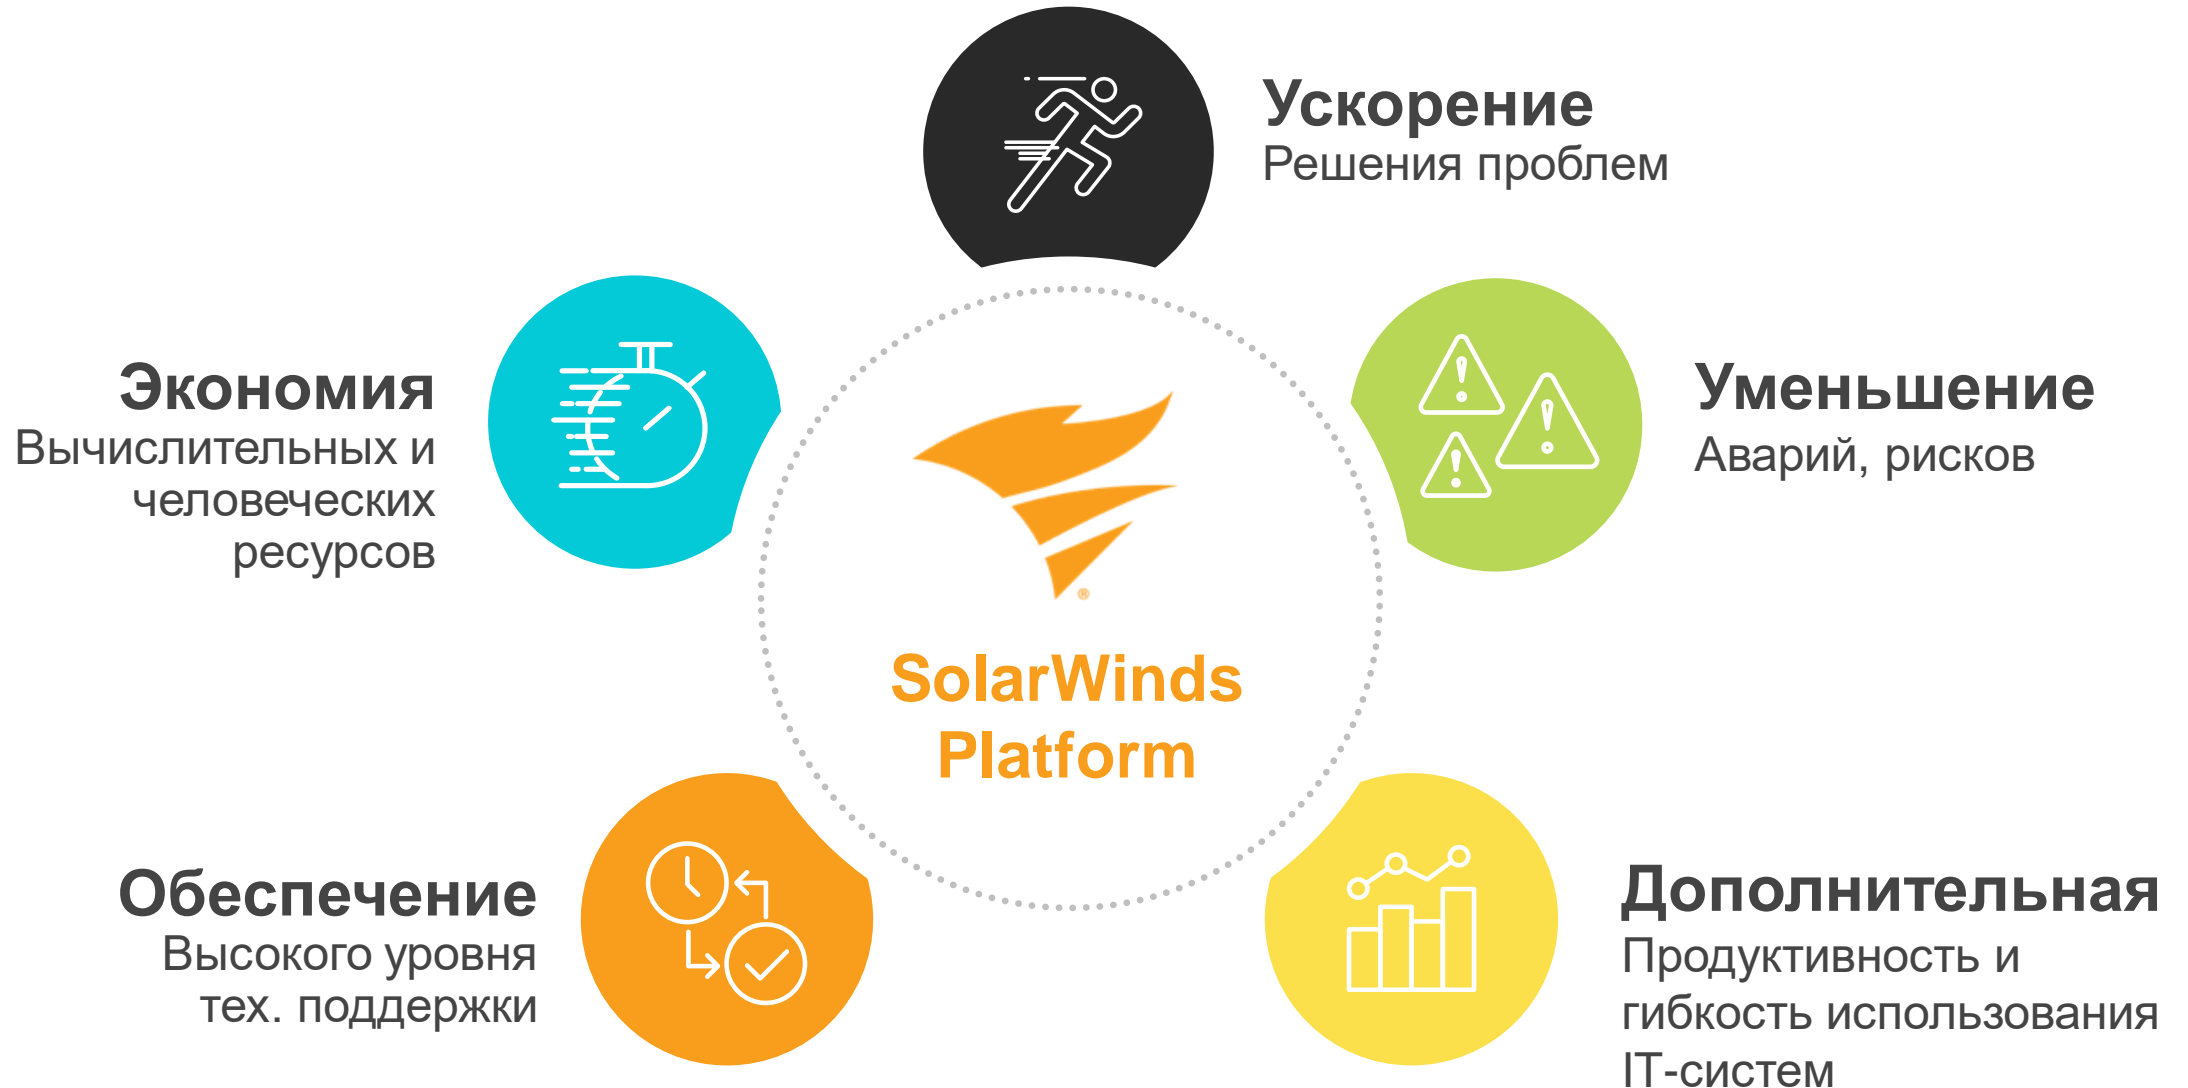 Ускорение
Решения проблем
Экономия
Вычислительных и
человеческих
ресурсов
Уменьшение
Аварий, рисков
®
SolarWinds
Platform
Обеспечение
Высокого уровня
тех. поддержки
Дополнительная
Продуктивность и
гибкость использования
IT-систем